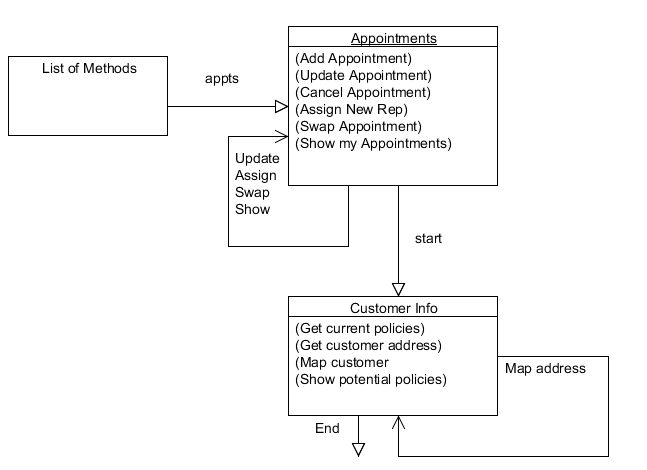 Appointments
List of Methods
appts
(Add Appointment)
(Update Appointment)
(Cancel Appointment)
(Assign New Rep)
(Swap Appointment)
(Show my Appointments)
Update
Assign
Swap
Show
start
Customer Info
(Get current policies)
(Get customer address)
(Map customer
(Show potential policies)
Map address
End